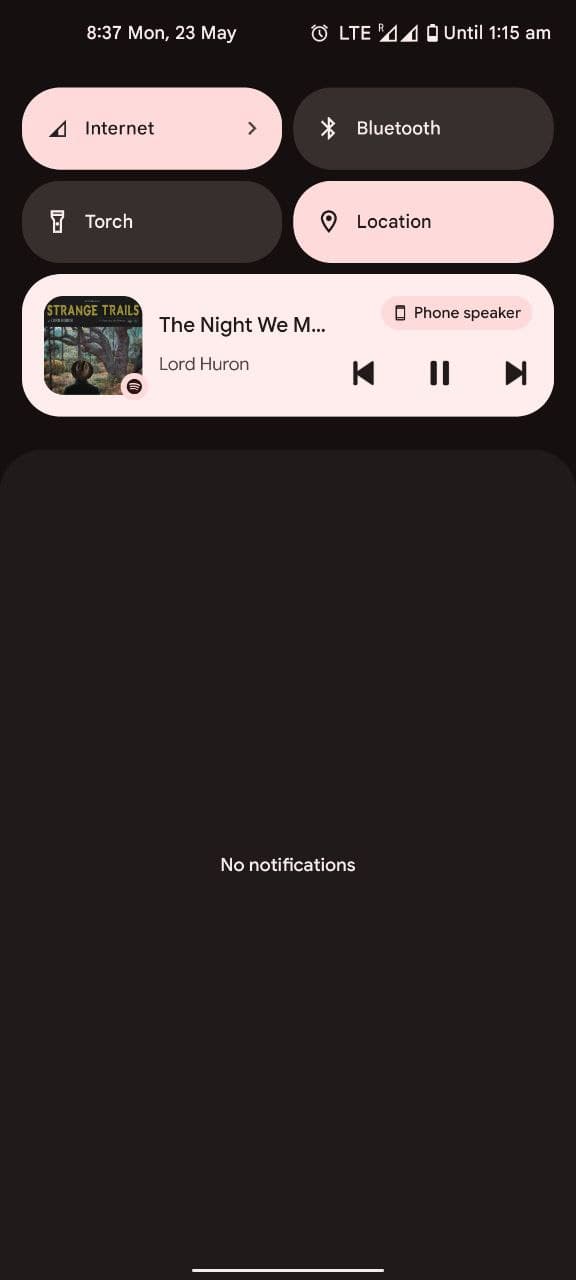 8:37 Mon, 23 May
LTE R Until 1:15 am
Internet
Bluetooth
Torch
Location
STRANGE TRAILS
The Night We M...
Phone speaker
Lord Huron
No notifications